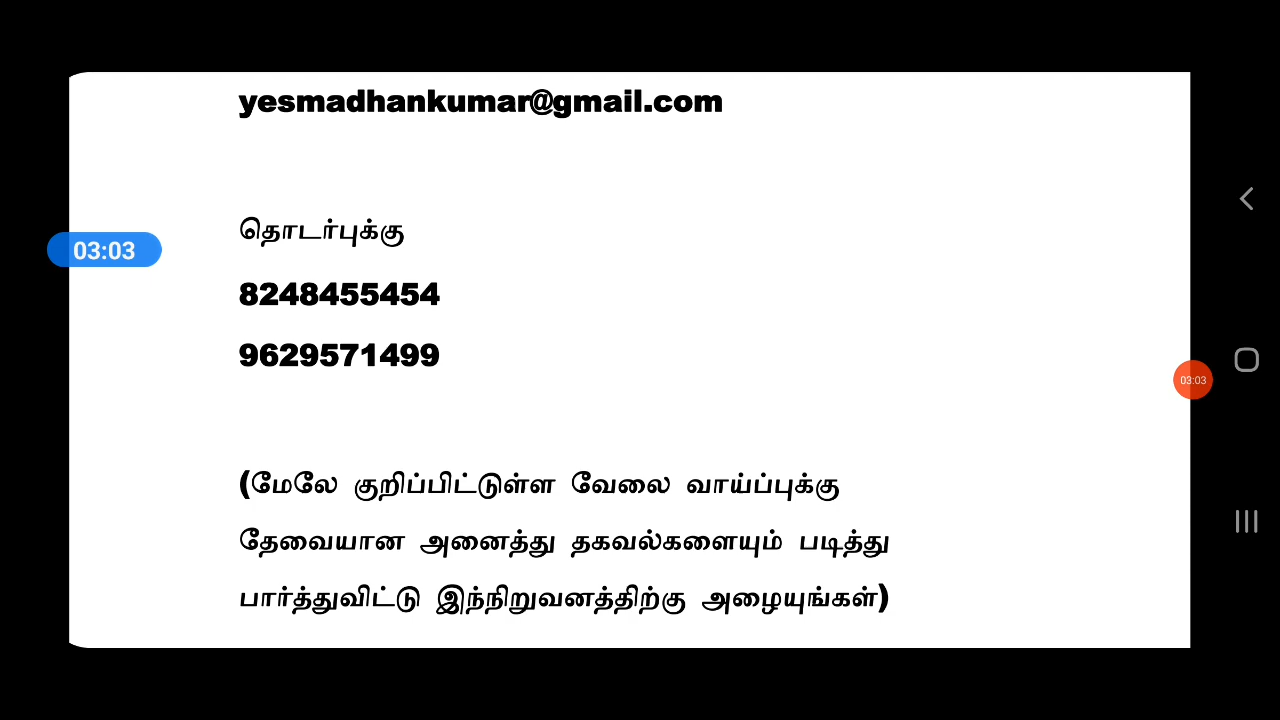 yesmadhankumar@gmail.com
தொடர்புக்கு
03:03
8248455454
9629571499
03:03
(மேலே குறிப்பிட்டுள்ள வேலை வாய்ப்புக்கு
தேவையான அனைத்து தகவல்களையும் படித்து
பார்த்துவிட்டு இந்நிறுவனத்திற்கு அழையுங்கள்)